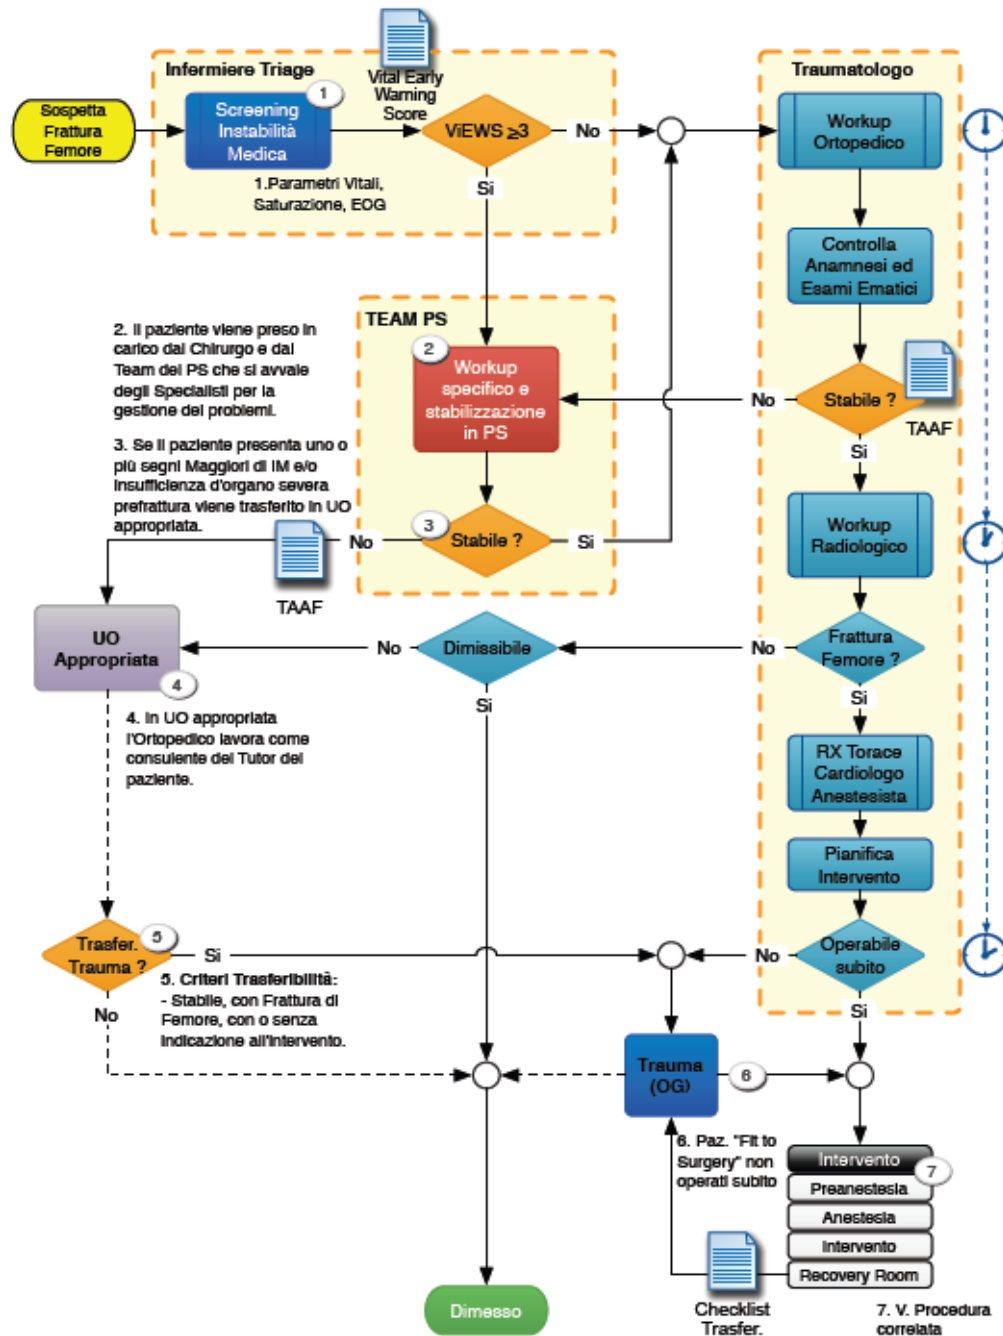 Infermiere Triage
Vital Early
Warning
Score
Traumatologo
Sospetta
Frattura
Femore
Screening
Instabilità
Medica
1
ViEWS ≥3
No
Si
Workup
Ortopedico
1.Parametri Vitali,
Saturazione, EOG
Controlla
Anamnesi ed
Esami Ematici
TEAM PS
2. Il paziente viene preso in
carico dal Chirurgo e dal
Team del PS che si avvale
degli Specialisti per la
gestione dei problemi.
2
Workup
specifico e
stabilizzazione
in PS
No
Stabile ?
TAAF
Si
3. Se il paziente presenta uno o
più segni Maggiori di IM e/o
insufficienza d'organo severa
prefrattura viene trasferito in UO
appropriata.
3
Stabile ?
No
Si
TAAF
Workup
Radiologico
UO
Appropriata
4
No
Dimissibile
Si
No
Frattura
Femore ?
Si
4. In UO appropriata
l'Ortopedico lavora come
consulente del Tutor del
paziente.
RX Torace
Cardiologo
Anestesista
Pianifica
Intervento
Trasfer.
Trauma ?
5
Si
No
5. Criteri Trasferibilità:
- Stabile, con Frattura di
Femore, con o senza
indicazione all'intervento.
No
Operabile
subito
Si
Trauma
(OG)
6
6. Paz. "Fit to
Surgery" non
operati subito
Intervento
7
Preanestesia
Anestesia
Intervento
Recovery Room
Checklist
Trasfer.
7. V. Procedura
correlata
Dimesso